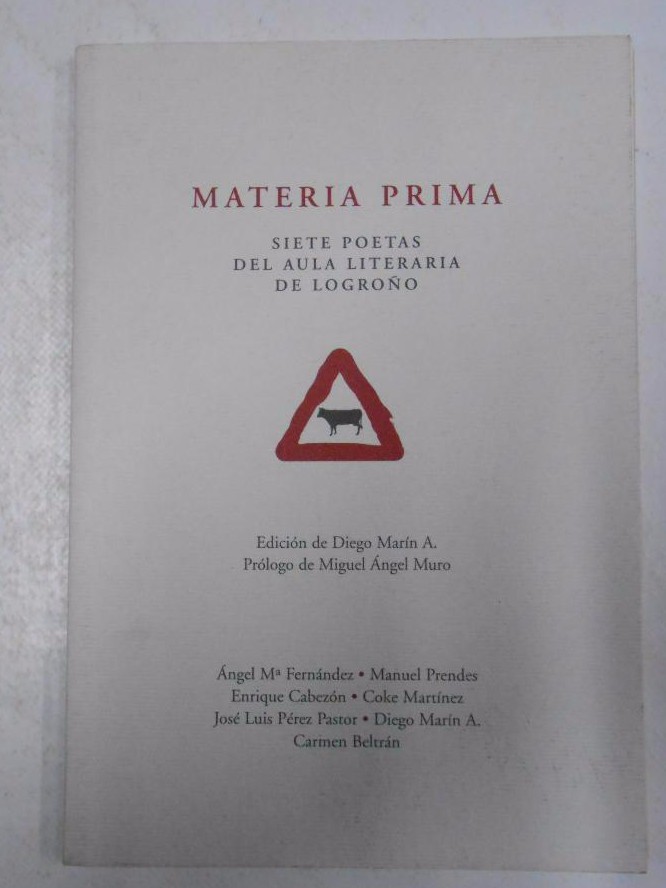 MATERIA PRIMA
SIETE POETAS
DEL AULA LITERARIA
DE LOGROÑO
Edición de Diego Marín A.
Prólogo de Miguel Ángel Muro
Ángel Mª Fernández • Manuel Prendes
Enrique Cabezón • Coke Martínez
José Luis Pérez Pastor • Diego Marín A.
Carmen Beltrán